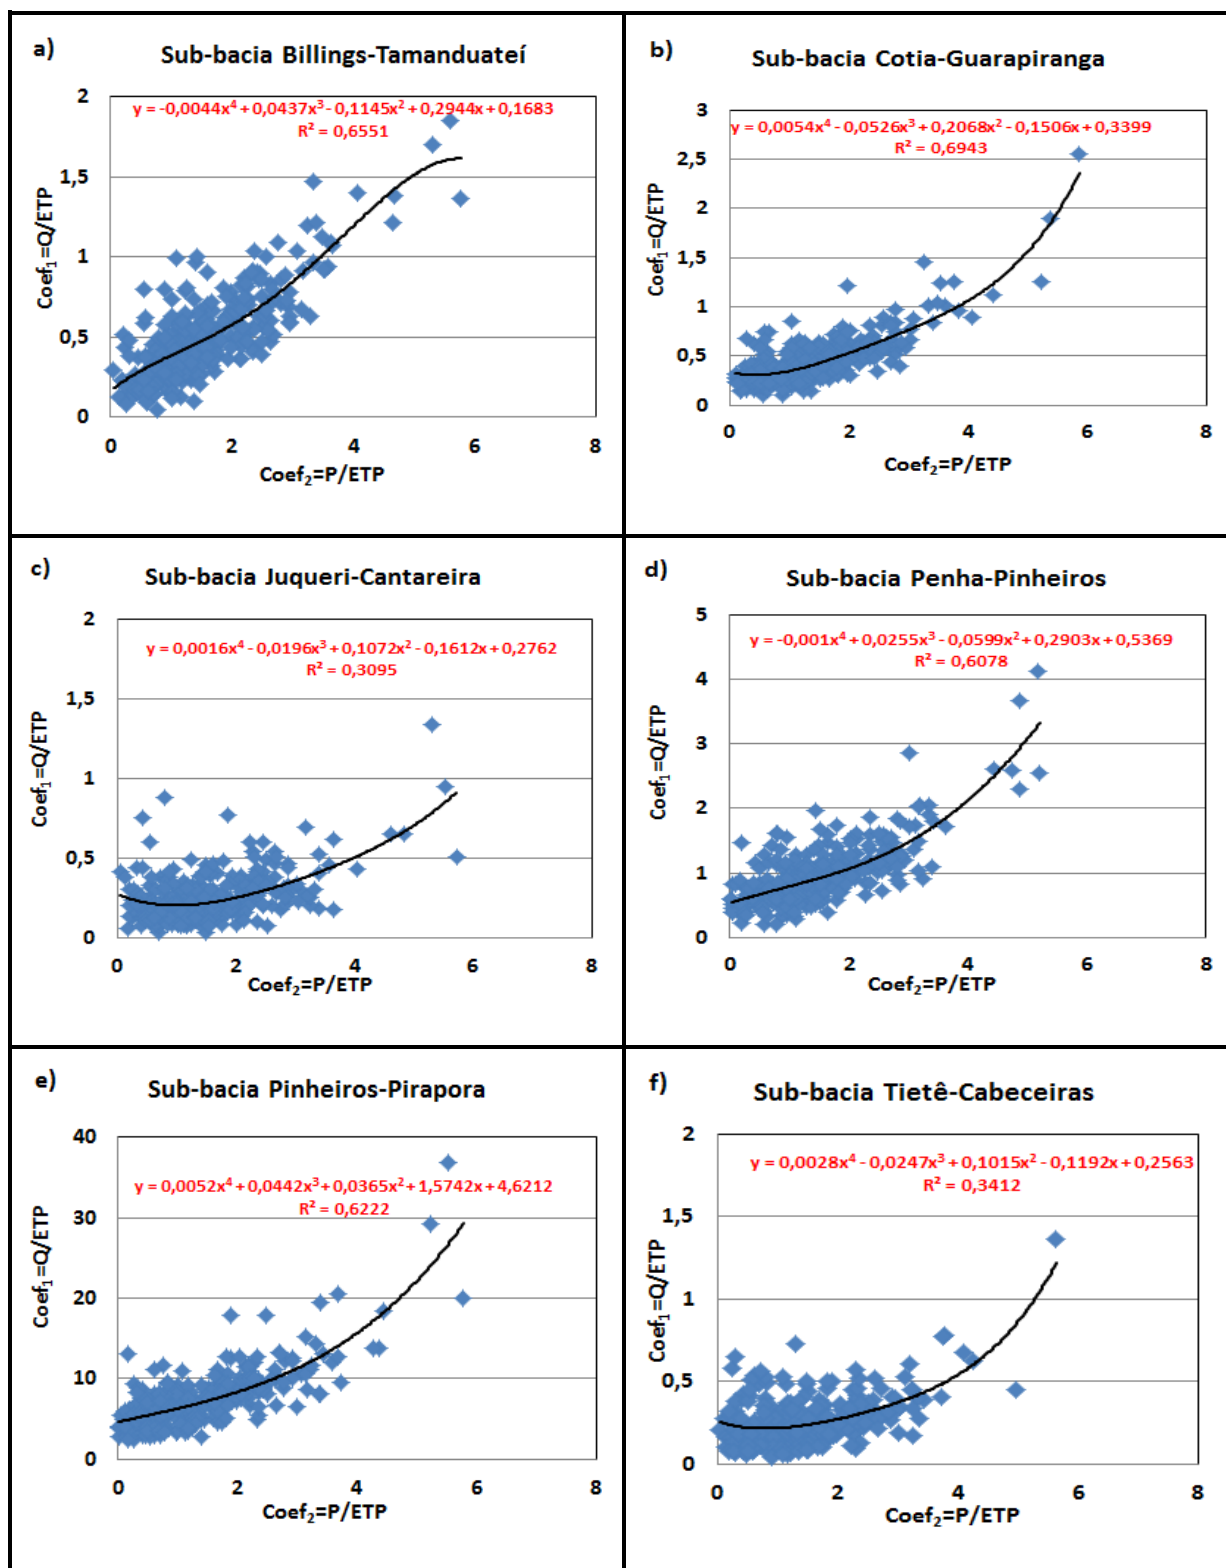 a)
Sub-bacia Billings-Tamanduateí
y = -0,0044x⁴ + 0,0437x³ - 0,1145x² + 0,2944x + 0,1683
R² = 0,6551
2
1,5
1
0,5
0
Coef₁=Q/ETP
0 2 4 6 8
Coef₂=P/ETP
b)
Sub-bacia Cotia-Guarapiranga
y = 0,0054x⁴ - 0,0526x³ + 0,2068x² - 0,1506x + 0,3399
R² = 0,6943
3
2,5
2
1,5
1
0,5
0
Coef₁=Q/ETP
0 2 4 6 8
Coef₂=P/ETP
c)
Sub-bacia Juqueri-Cantareira
y = 0,0016x⁴ - 0,0196x³ + 0,1072x² - 0,1612x + 0,2762
R² = 0,3095
2
1,5
1
0,5
0
Coef₁=Q/ETP
0 2 4 6 8
Coef₂=P/ETP
d)
Sub-bacia Penha-Pinheiros
y = -0,001x⁴ + 0,0255x³ - 0,0599x² + 0,2903x + 0,5369
R² = 0,6078
5
4
3
2
1
0
Coef₁=Q/ETP
0 2 4 6 8
Coef₂=P/ETP
e)
Sub-bacia Pinheiros-Pirapora
y = 0,0052x⁴ + 0,0442x³ + 0,0365x² + 1,5742x + 4,6212
R² = 0,6222
40
30
20
10
0
Coef₁=Q/ETP
0 2 4 6 8
Coef₂=P/ETP
f)
Sub-bacia Tietê-Cabeceiras
y = 0,0028x⁴ - 0,0247x³ + 0,1015x² - 0,1192x + 0,2563
R² = 0,3412
2
1,5
1
0,5
0
Coef₁=Q/ETP
0 2 4 6 8
Coef₂=P/ETP